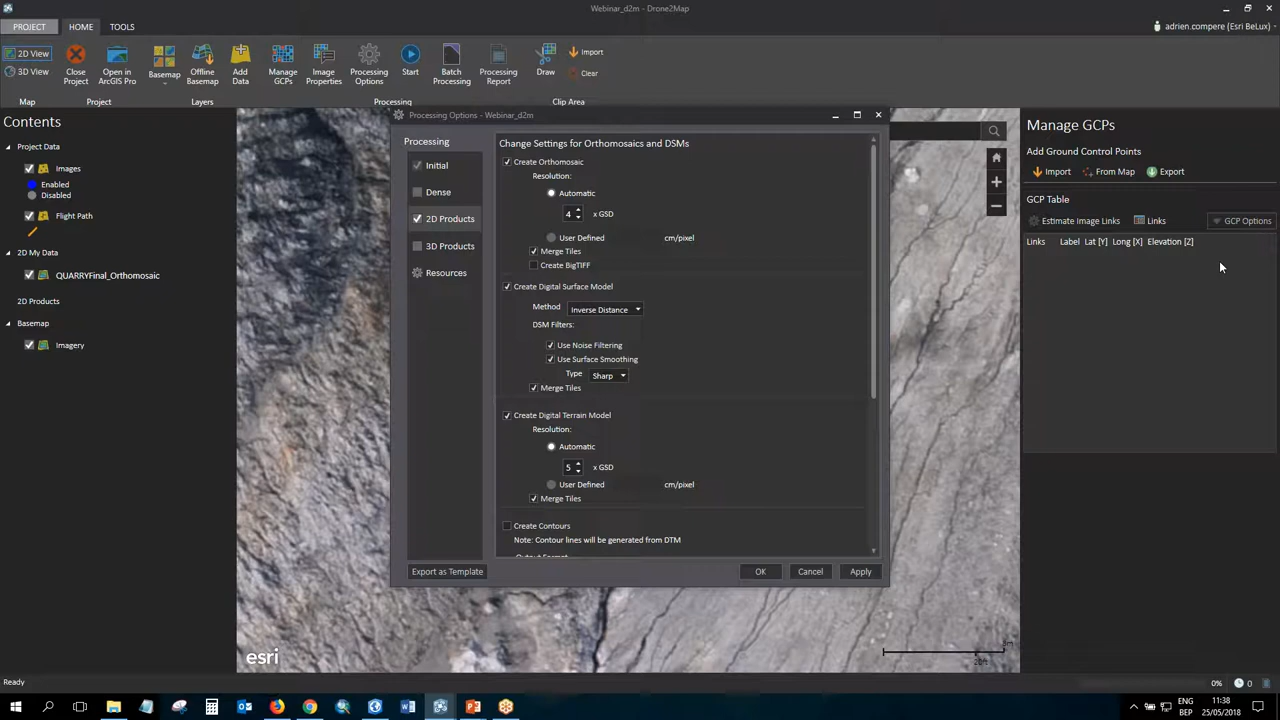 Webinar_d2m - Drone2Map
PROJECT HOME TOOLS
adrien.compere (Esri BeLux)
2D View
3D View
Map
Close Project
Open in ArcGIS Pro
Project
Basemap
Offline Basemap
Add Data
Layers
Manage GCPs
Image Properties
Processing Options
Start
Batch Processing
Processing Report
Processing
Draw
Import
Clear
Clip Area
Contents
Project Data
Images
Enabled
Disabled
Flight Path
2D My Data
QUARRYFinal_Orthomosaic
2D Products
Basemap
Imagery
Processing Options - Webinar_d2m
Processing
Initial
Dense
2D Products
3D Products
Resources
Change Settings for Orthomosaics and DSMs
Create Orthomosaic
Resolution:
Automatic
4 x GSD
User Defined cm/pixel
Merge Tiles
Create BigTIFF
Create Digital Surface Model
Method Inverse Distance
DSM Filters:
Use Noise Filtering
Use Surface Smoothing
Type Sharp
Merge Tiles
Create Digital Terrain Model
Resolution:
Automatic
5 x GSD
User Defined cm/pixel
Merge Tiles
Create Contours
Note: Contour lines will be generated from DTM
Output Format
Export as Template
OK Cancel Apply
Manage GCPs
Add Ground Control Points
Import From Map Export
GCP Table
Estimate Image Links Links GCP Options
Links Label Lat [Y] Long [X] Elevation [Z]
esri
20ft
Ready
0% 0
ENG
BEP
11:38
25/05/2018